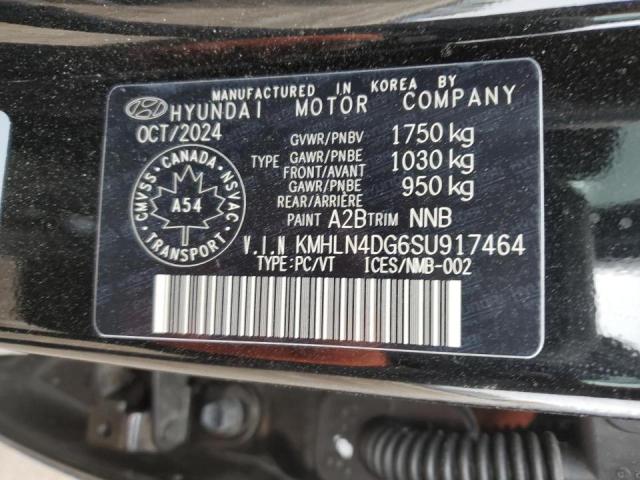 MANUFACTURED IN KOREA BY
HYUNDAI MOTOR COMPANY
OCT/2024
GVWR/PNBV 1750 kg
TYPE GAWR/PNBE 1030 kg
FRONT/AVANT
GAWR/PNBE 950 kg
REAR/ARRIÈRE
CMVSS CANADA NSVAC
A54
TRANSPORT
PAINT A2B TRIM NNB
V.I.N KMHLN4DG6SU917464
TYPE:PC/VT ICES/NMB-002